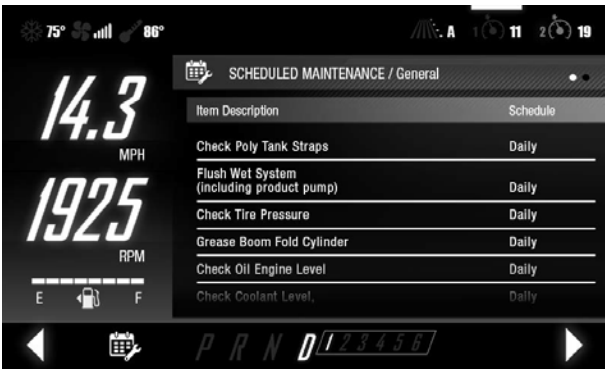 75° 86° A 1 11 2 19
SCHEDULED MAINTENANCE / General
Item Description Schedule
14.3
MPH
1925
RPM
E F
Check Poly Tank Straps Daily
Flush Wet System
(including product pump) Daily
Check Tire Pressure Daily
Grease Boom Fold Cylinder Daily
Check Oil Engine Level Daily
Check Coolant Level, Daily
P R N D 1 2 3 4 5 6